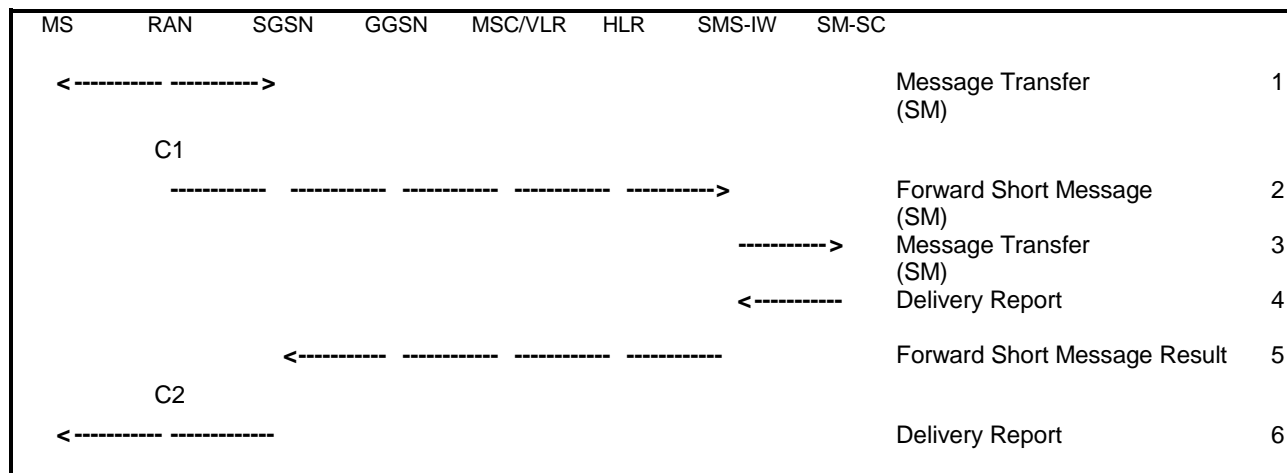 MS RAN SGSN GGSN MSC/VLR HLR SMS-IW SM-SC
<----------- -----------> Message Transfer 1
(SM)
C1
------------ ------------ ------------ ------------ -----------> Forward Short Message 2
(SM)
-----------> Message Transfer 3
(SM)
<----------- Delivery Report 4
<----------- ------------ ------------ ------------ Forward Short Message Result 5
C2
<----------- ------------- Delivery Report 6